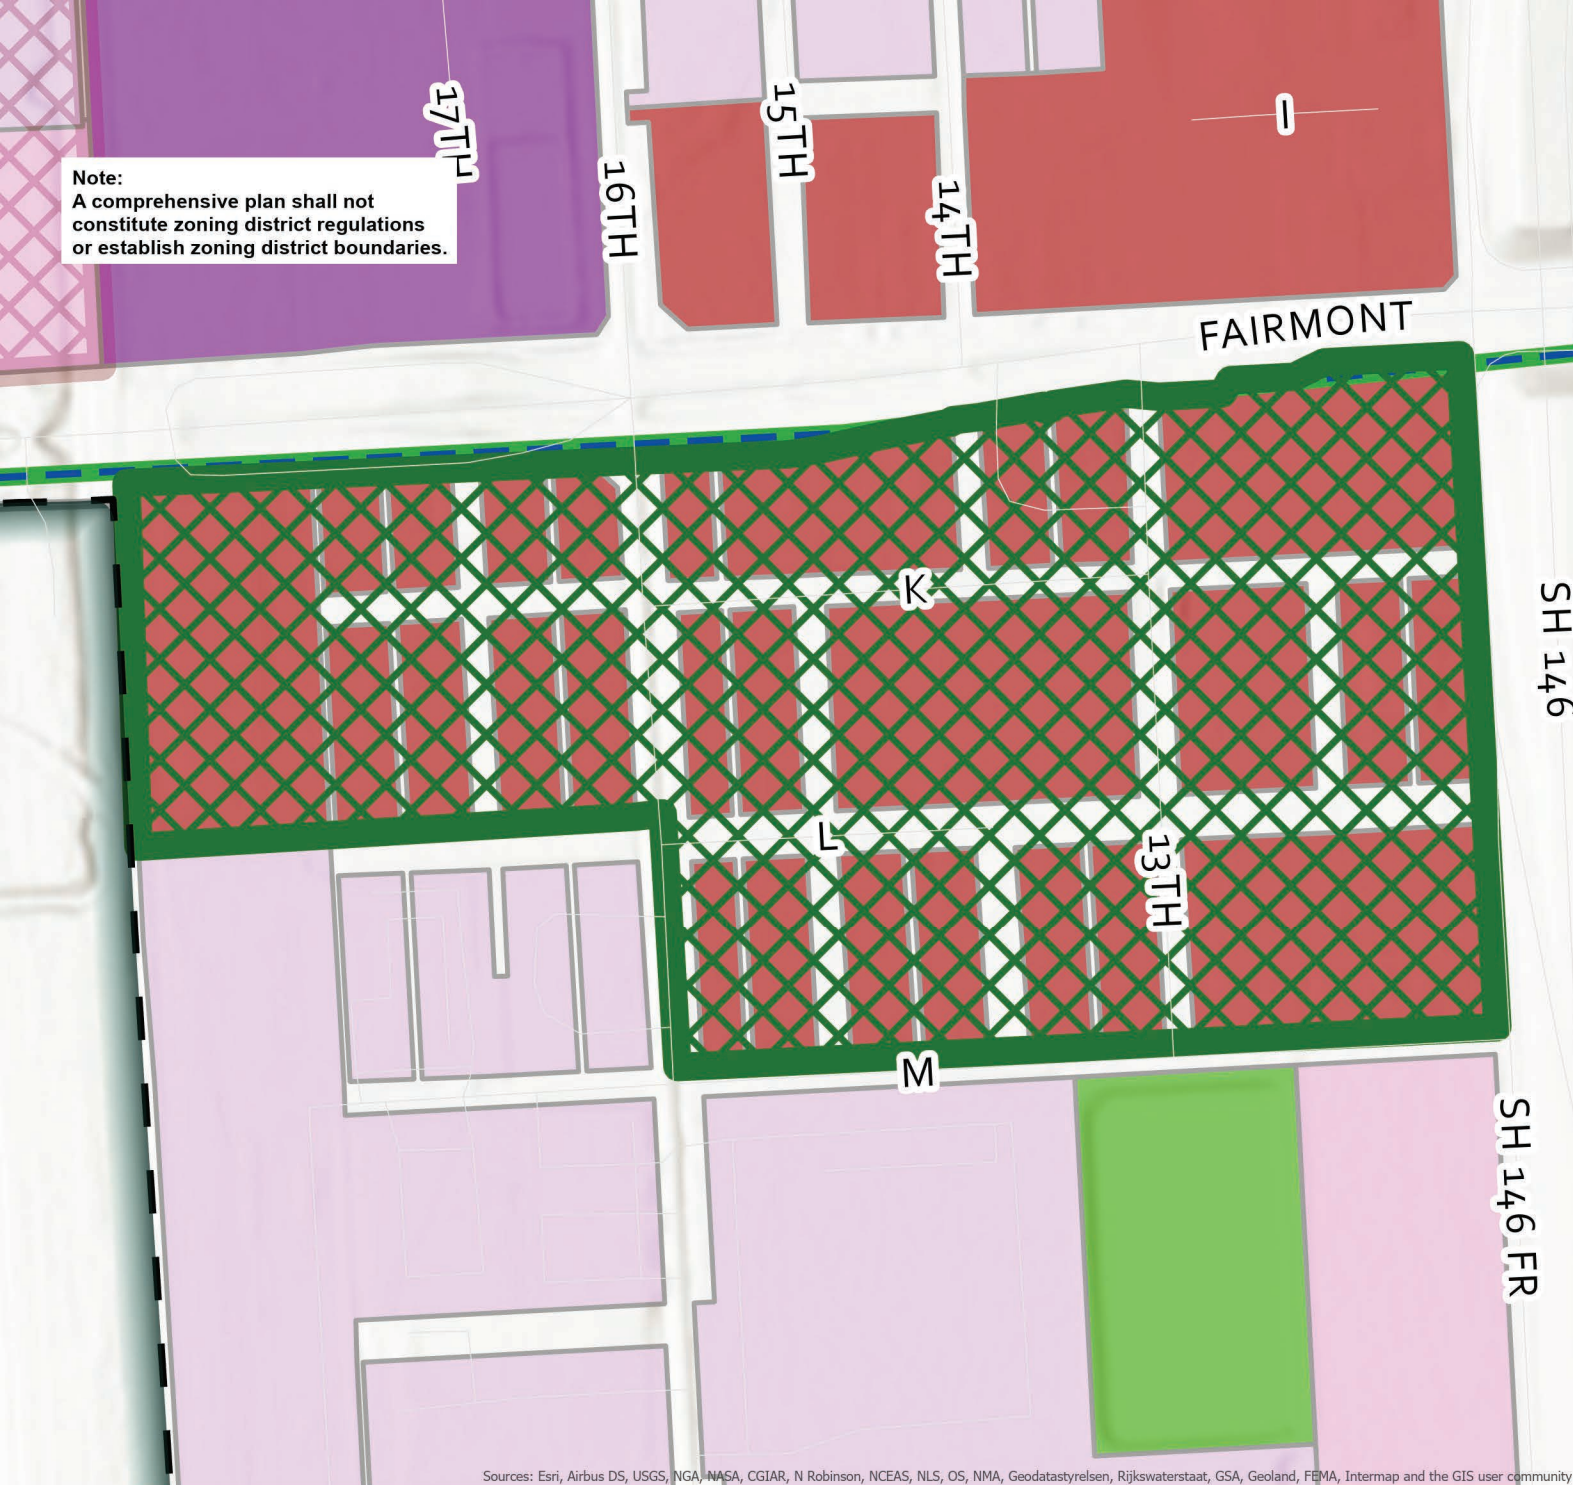 17TH
15TH
I
Note:
A comprehensive plan shall not
constitute zoning district regulations
or establish zoning district boundaries.
16TH
14TH
FAIRMONT
K
SH 146
L
13TH
M
SH 146 FR
Sources: Esri, Airbus DS, USGS, NGA, NASA, CGIAR, N Robinson, NCEAS, NLS, OS, NMA, Geodatastyrelsen, Rijkswaterstaat, GSA, Geoland, FEMA, Intermap and the GIS user community